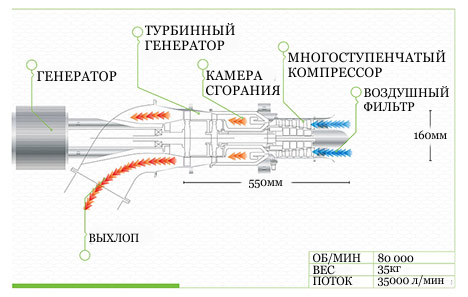 ТУРБИННЫЙ
ГЕНЕРАТОР
ГЕНЕРАТОР
КАМЕРА
СГОРАНИЯ
МНОГОСТУПЕНЧАТЫЙ
КОМПРЕССОР
ВОЗДУШНЫЙ
ФИЛЬТР
160мм
550мм
ВЫХЛОП
ОБ/МИН 80 000
ВЕС 35кг
ПОТОК 35000 л/мин